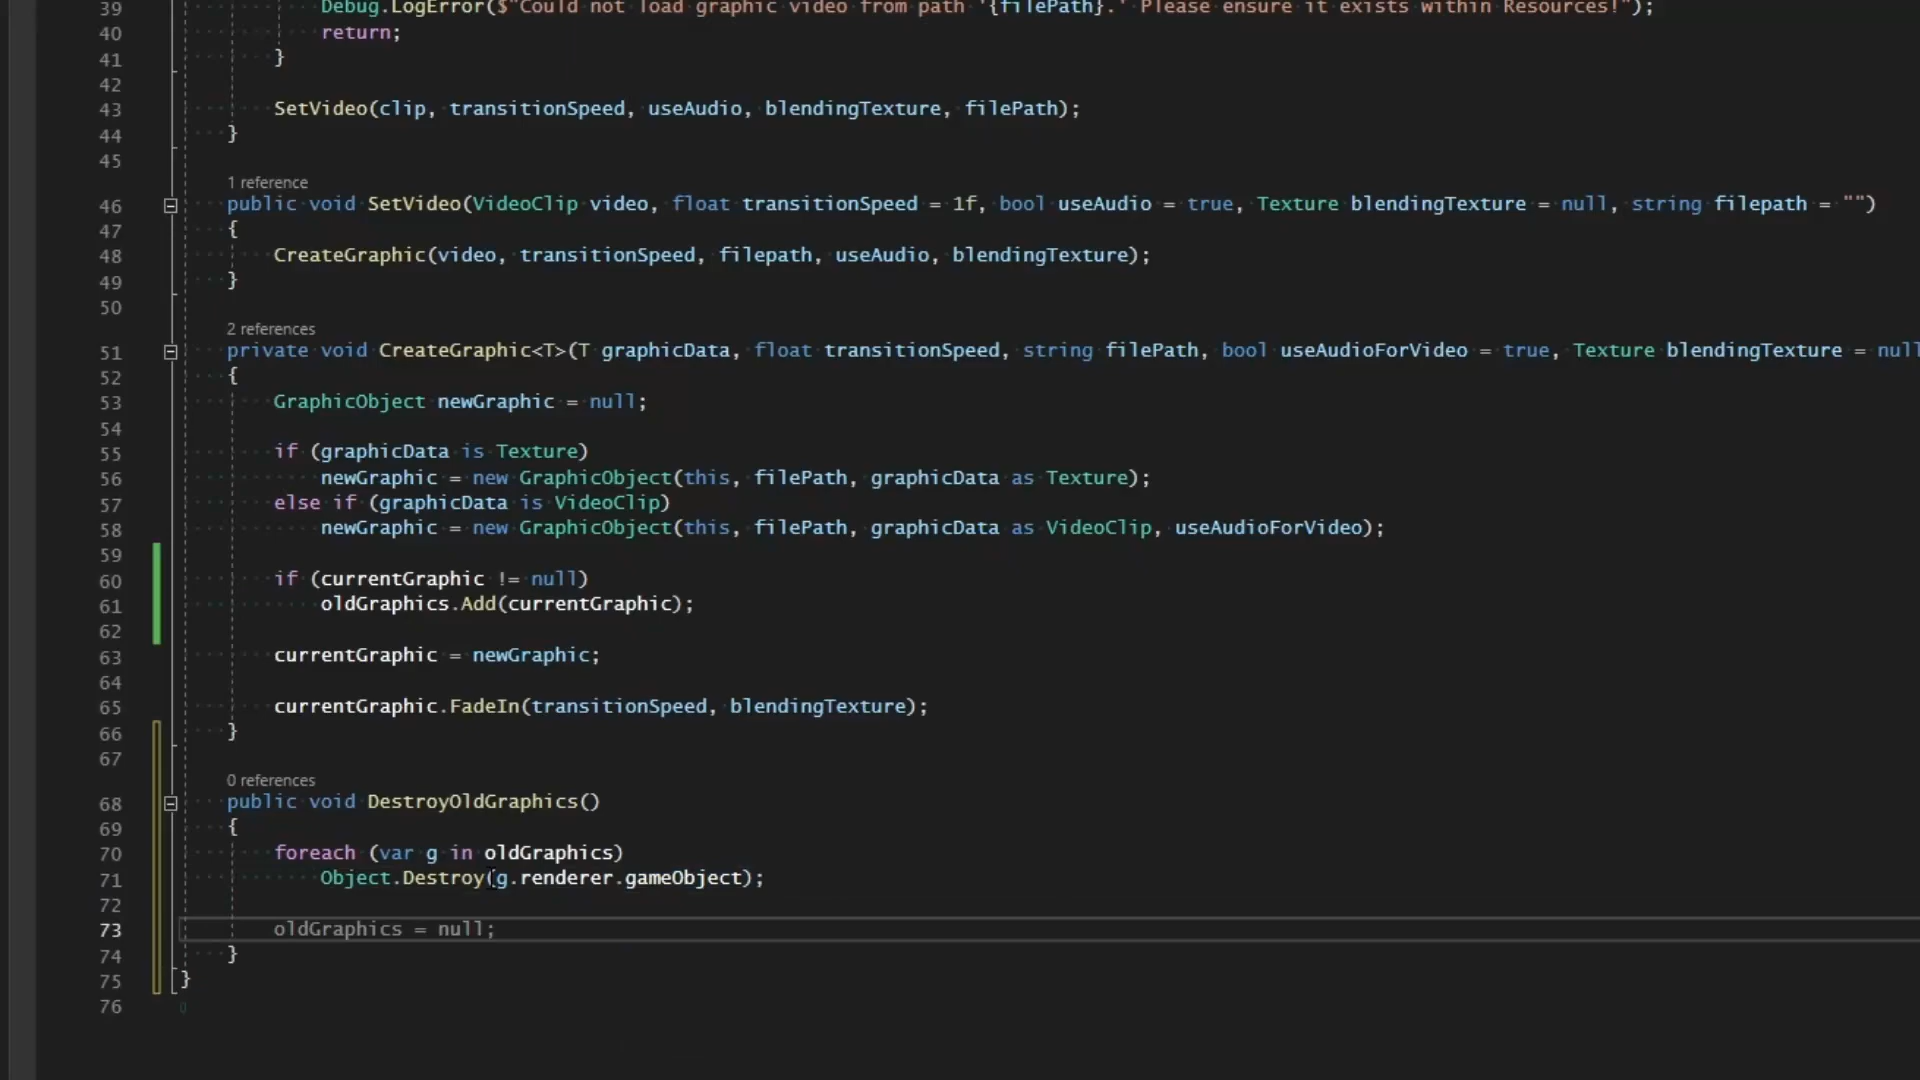 39 Debug.LogError($"Could not load graphic video from path '{filePath}.' Please ensure it exists within Resources!");
40 return;
41 }
42
43 SetVideo(clip, transitionSpeed, useAudio, blendingTexture, filePath);
44 }
45
1 reference
46 public void SetVideo(VideoClip video, float transitionSpeed = 1f, bool useAudio = true, Texture blendingTexture = null, string filepath = "")
47 {
48 CreateGraphic(video, transitionSpeed, filepath, useAudio, blendingTexture);
49 }
50
2 references
51 private void CreateGraphic<T>(T graphicData, float transitionSpeed, string filePath, bool useAudioForVideo = true, Texture blendingTexture = null
52 {
53 GraphicObject newGraphic = null;
54
55 if (graphicData is Texture)
56 newGraphic = new GraphicObject(this, filePath, graphicData as Texture);
57 else if (graphicData is VideoClip)
58 newGraphic = new GraphicObject(this, filePath, graphicData as VideoClip, useAudioForVideo);
59
60 if (currentGraphic != null)
61 oldGraphics.Add(currentGraphic);
62
63 currentGraphic = newGraphic;
64
65 currentGraphic.FadeIn(transitionSpeed, blendingTexture);
66 }
67
0 references
68 public void DestroyOldGraphics()
69 {
70 foreach (var g in oldGraphics)
71 Object.Destroy(g.renderer.gameObject);
72
73 oldGraphics = null;
74 }
75 }
76